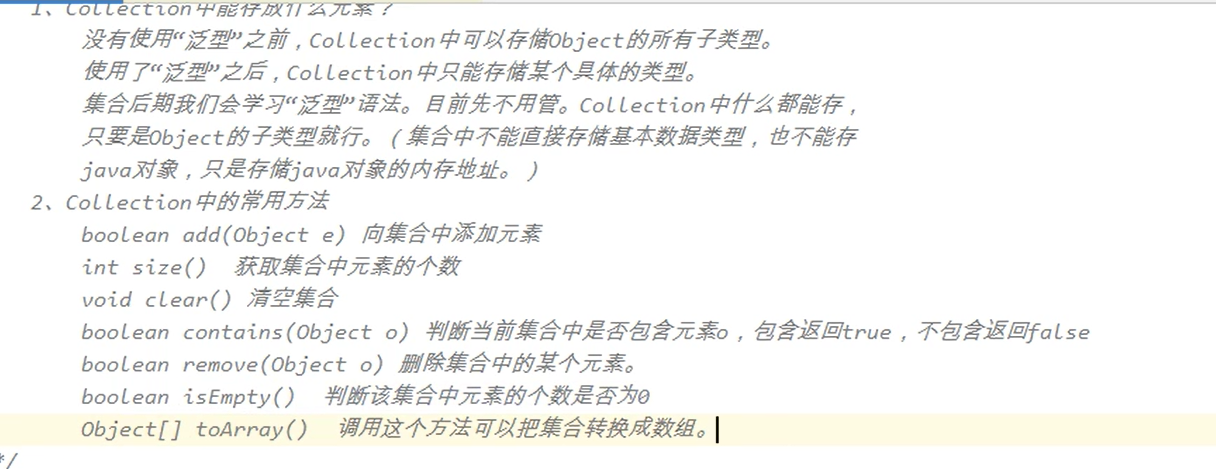 1、Collection中能存放什么元素？
没有使用“泛型”之前，Collection中可以存储Object的所有子类型。
使用了“泛型”之后，Collection中只能存储某个具体的类型。
集合后期我们会学习“泛型”语法。目前先不用管。Collection中什么都能存，
只要是Object的子类型就行。（集合中不能直接存储基本数据类型，也不能存
java对象，只是存储java对象的内存地址。）
2、Collection中的常用方法
boolean add(Object e) 向集合中添加元素
int size()  获取集合中元素的个数
void clear() 清空集合
boolean contains(Object o) 判断当前集合中是否包含元素o，包含返回true，不包含返回false
boolean remove(Object o) 删除集合中的某个元素。
boolean isEmpty()  判断该集合中元素的个数是否为0
Object[] toArray()  调用这个方法可以把集合转换成数组。
*/